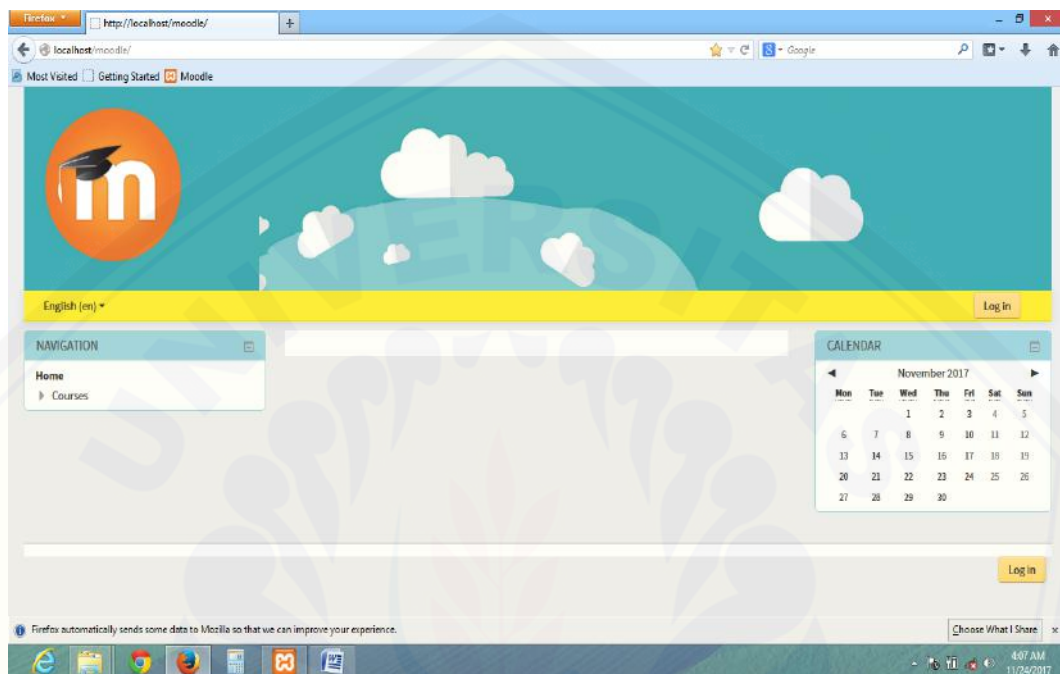 Firefox
http://localhost/moodle/
+
localhost/moodle/
Google
Most Visited Getting Started Moodle
m
English (en)
Log in
NAVIGATION
Home
Courses
CALENDAR
November 2017
Mon Tue Wed Thu Fri Sat Sun
1 2 3 4 5
6 7 8 9 10 11 12
13 14 15 16 17 18 19
20 21 22 23 24 25 26
27 28 29 30
Log in
Firefox automatically sends some data to Mozilla so that we can improve your experience.
Choose What I Share x
4:07 AM
11/24/2017
UNIVERSITAS